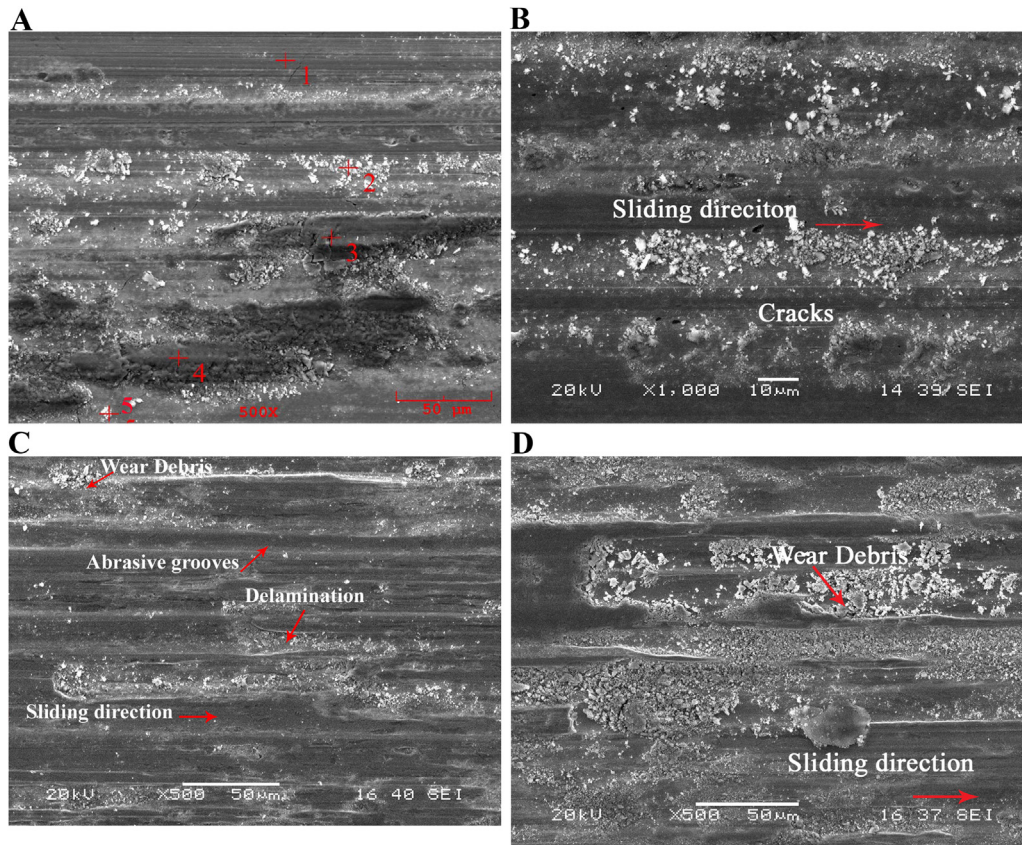 A
1
2
3
4
5
500X
50 µm
B
Sliding direciton
Cracks
20kV X1,000 10µm 14 39/SEI
C
Wear Debris
Abrasive grooves
Delamination
Sliding direction
20kV X500 50µm 16 40 SEI
D
Wear Debris
Sliding direction
20kV X500 50µm 16 37 SEI